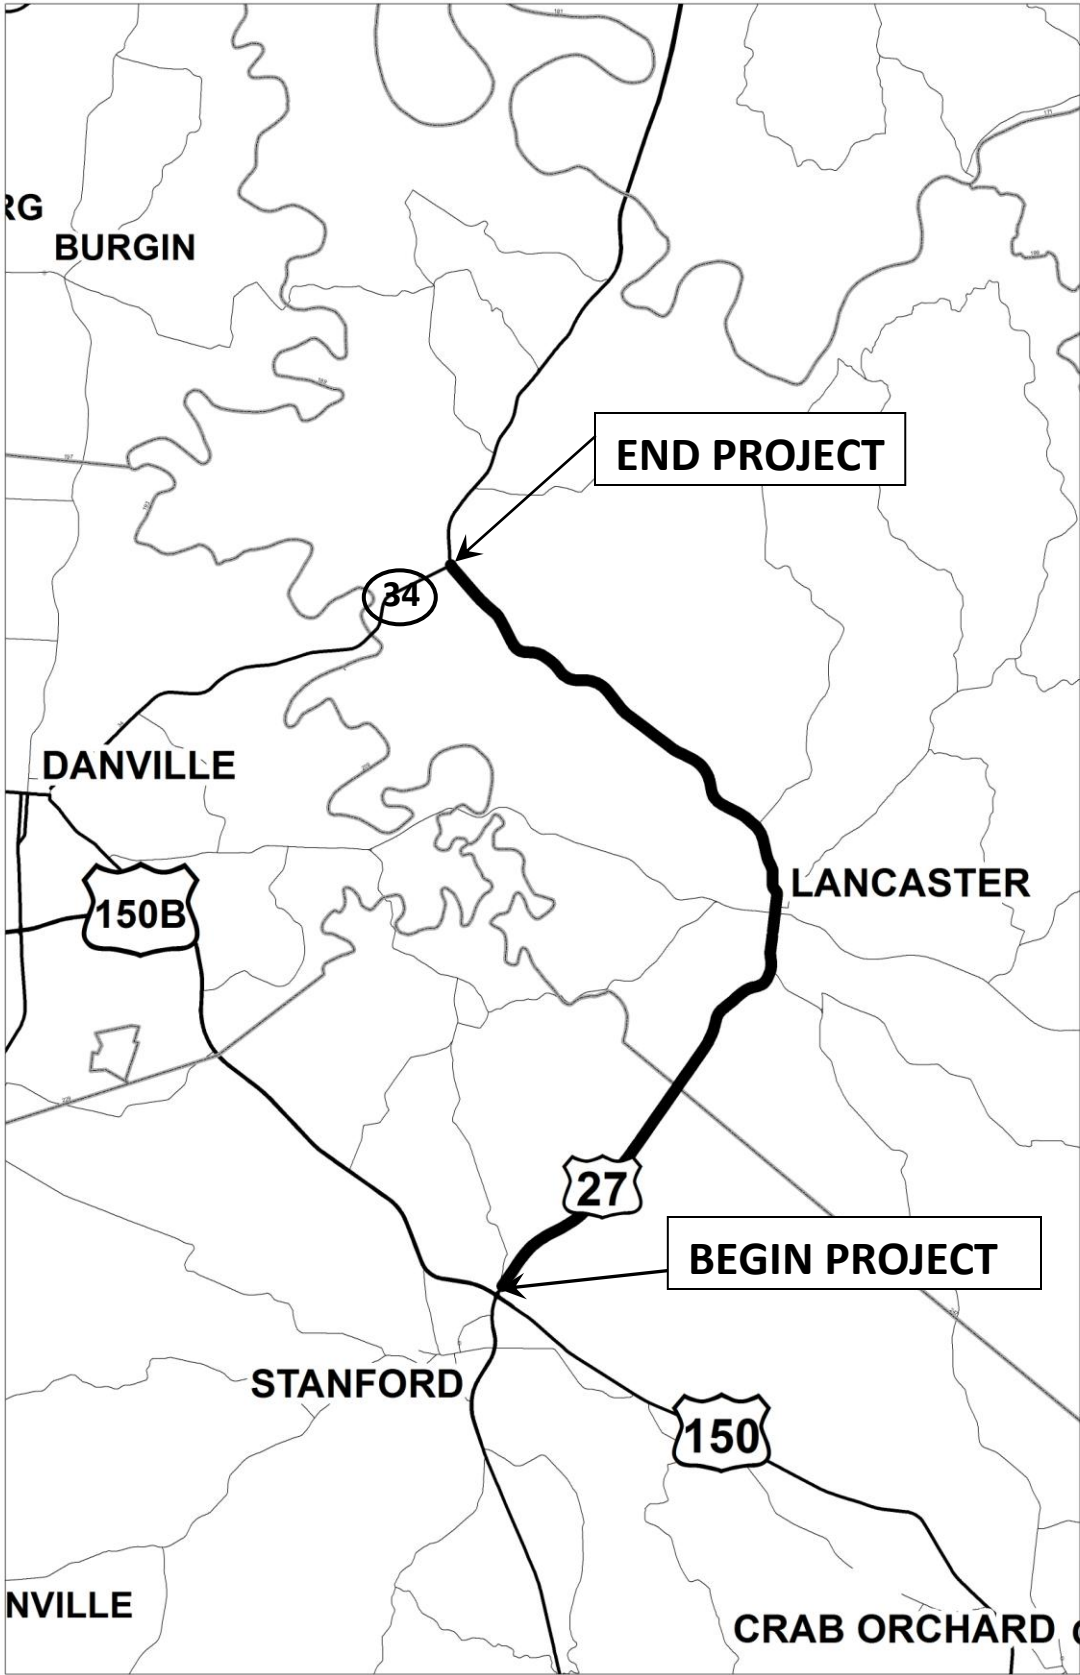 RG
BURGIN
END PROJECT
34
DANVILLE
LANCASTER
150B
27
BEGIN PROJECT
STANFORD
150
NVILLE
CRAB ORCHARD